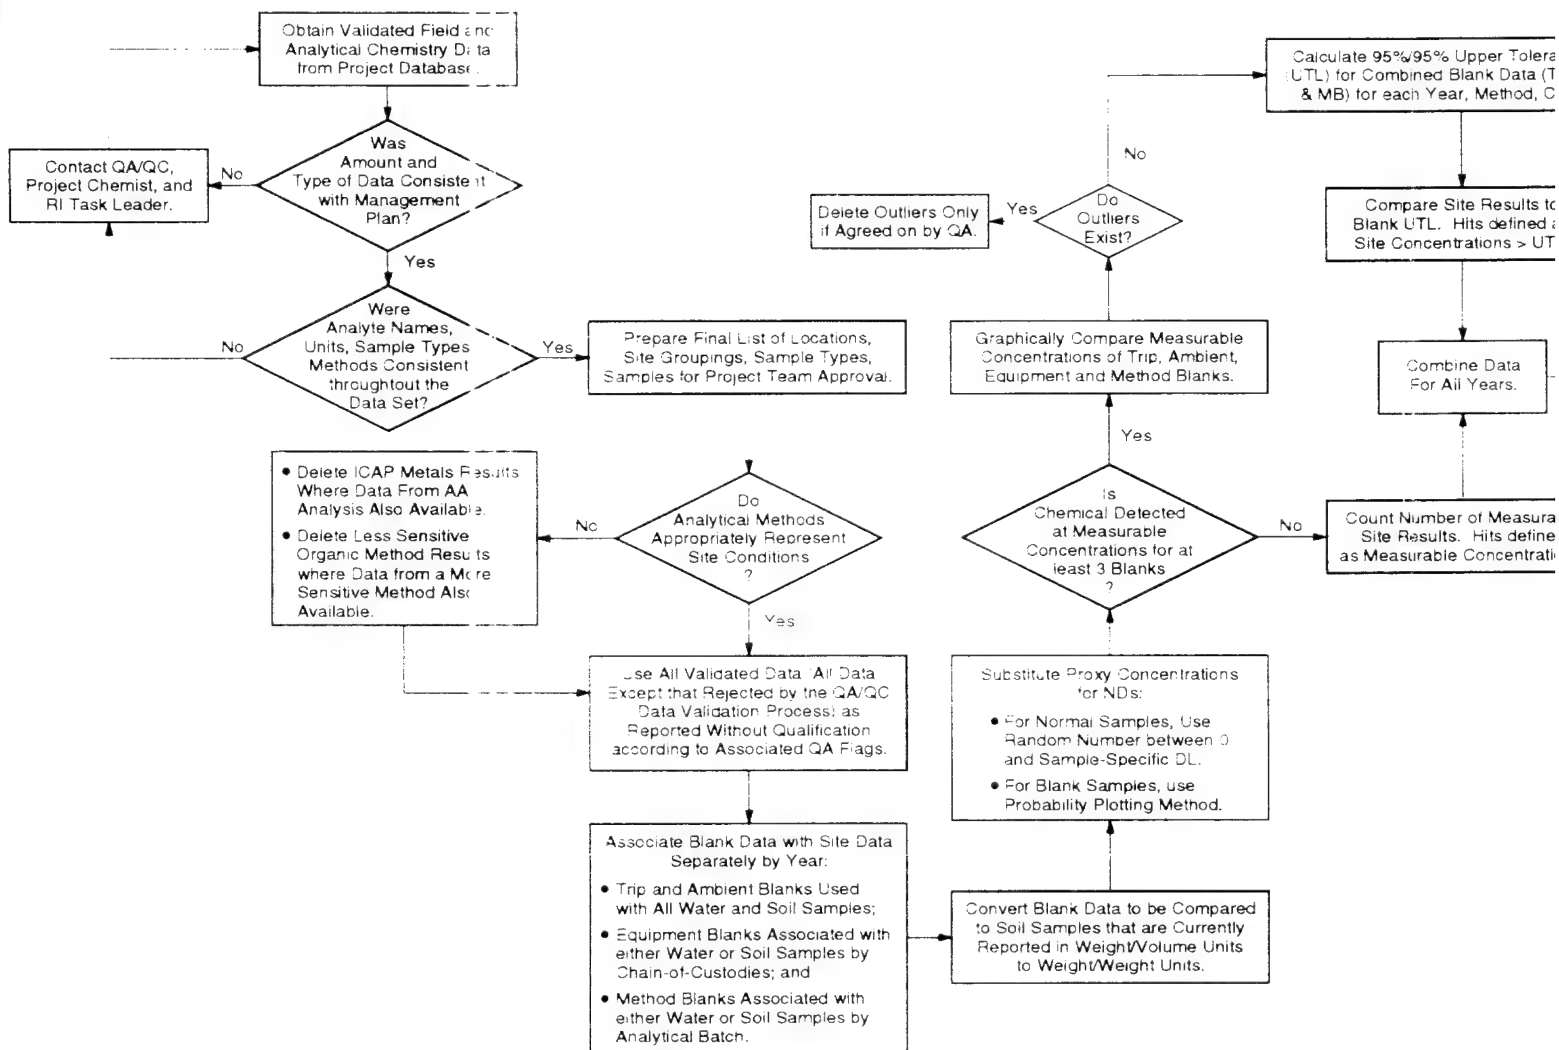 Obtain Validated Field and
Analytical Chemistry Data
from Project Database.
Was
Amount and
Type of Data Consistent
with Management
Plan?
No
Contact QA/QC,
Project Chemist, and
RI Task Leader.
Yes
Were
Analyte Names,
Units, Sample Types
Methods Consistent
throughtout the
Data Set?
No
Yes
Prepare Final List of Locations,
Site Groupings, Sample Types,
Samples for Project Team Approval.
Do
Analytical Methods
Appropriately Represent
Site Conditions
?
No
• Delete ICAP Metals Results
Where Data From AA
Analysis Also Available.
• Delete Less Sensitive
Organic Method Results
where Data from a More
Sensitive Method Also
Available.
Yes
Use All Validated Data (All Data
Except that Rejected by the QA/QC
Data Validation Process) as
Reported Without Qualification
according to Associated QA Flags.
Associate Blank Data with Site Data
Separately by Year:
• Trip and Ambient Blanks Used
with All Water and Soil Samples;
• Equipment Blanks Associated with
either Water or Soil Samples by
Chain-of-Custodies; and
• Method Blanks Associated with
either Water or Soil Samples by
Analytical Batch.
Convert Blank Data to be Compared
to Soil Samples that are Currently
Reported in Weight/Volume Units
to Weight/Weight Units.
Substitute Proxy Concentrations
for NDs:
• For Normal Samples, Use
Random Number between 0
and Sample-Specific DL.
• For Blank Samples, use
Probability Plotting Method.
Is
Chemical Detected
at Measurable
Concentrations for at
least 3 Blanks
?
Yes
Graphically Compare Measurable
Concentrations of Trip, Ambient,
Equipment and Method Blanks.
Do
Outliers
Exist?
Yes
Delete Outliers Only
if Agreed on by QA.
No
Calculate 95%/95% Upper Tolera
(UTL) for Combined Blank Data (T
& MB) for each Year, Method, C
Compare Site Results to
Blank UTL. Hits defined a
Site Concentrations > UT
Combine Data
For All Years.
No
Count Number of Measura
Site Results. Hits define
as Measurable Concentrati